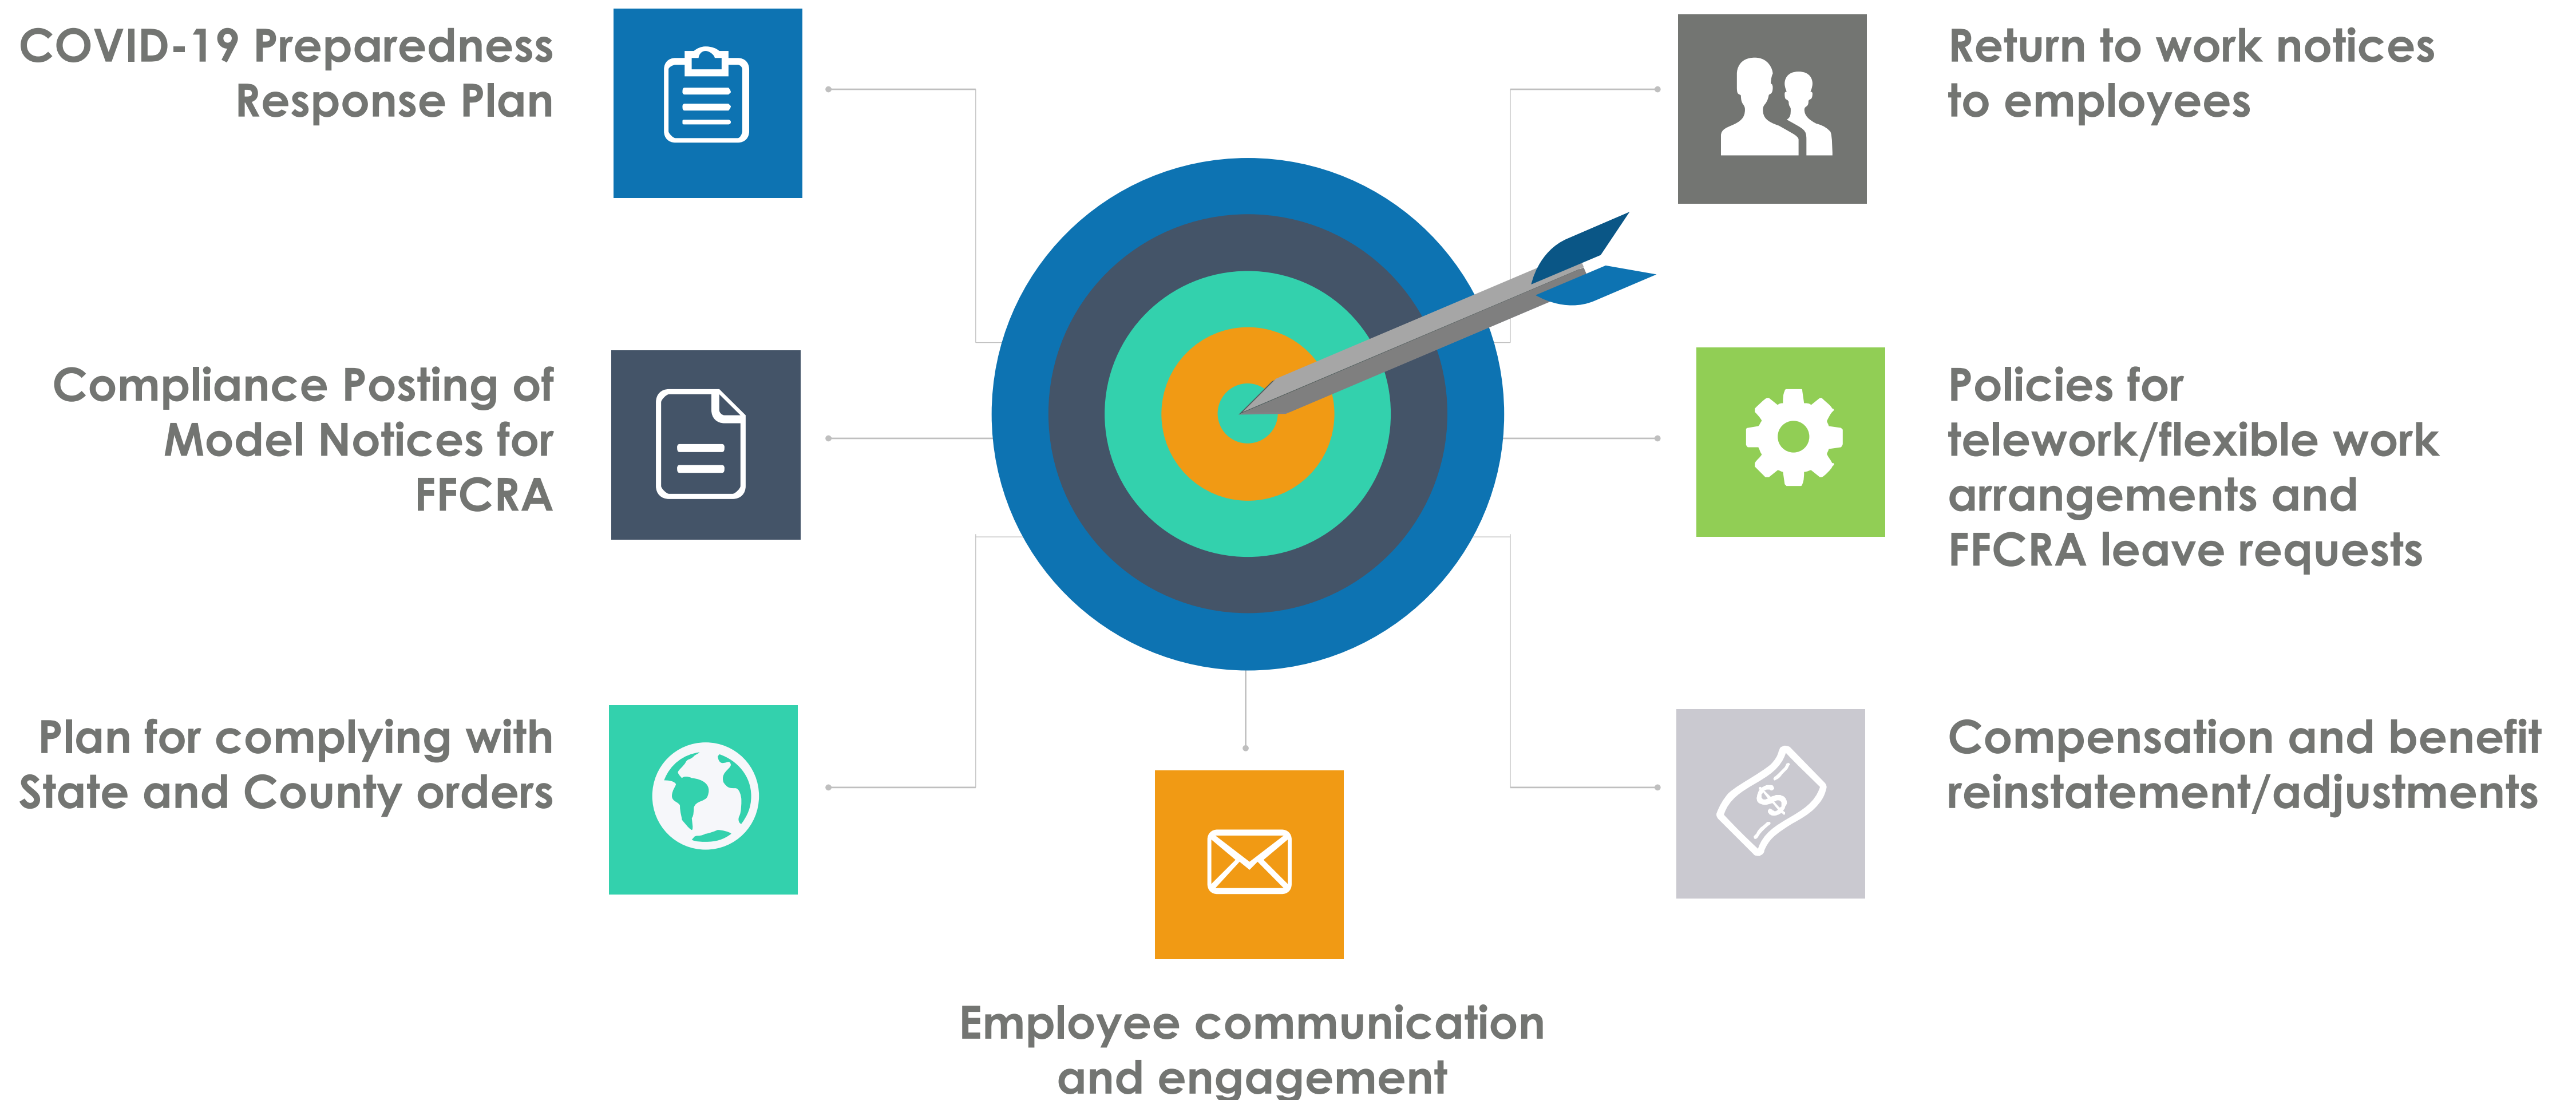 COVID-19 Preparedness
Response Plan
Compliance Posting of
Model Notices for
FFCRA
Plan for complying with
State and County orders
Employee communication
and engagement
Return to work notices
to employees
Policies for
telework/flexible work
arrangements and
FFCRA leave requests
Compensation and benefit
reinstatement/adjustments
$